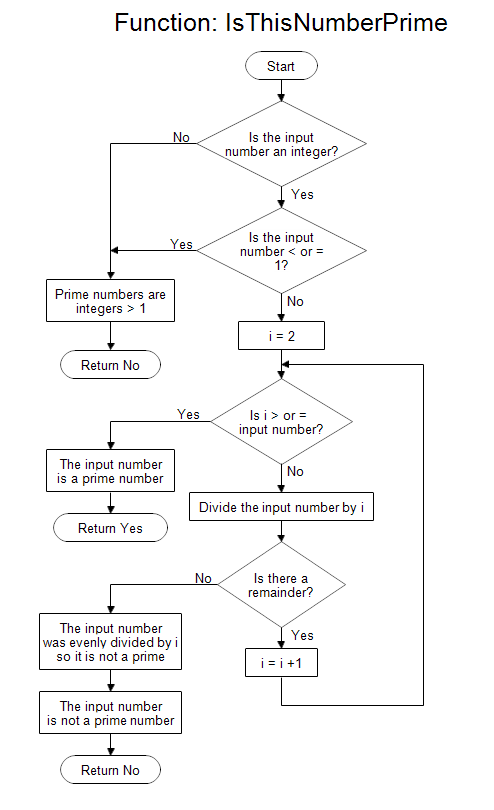 Function: IsThisNumberPrime
Start
Is the input
number an integer?
No
Yes
Is the input
number < or =
1?
Yes
No
Prime numbers are
integers > 1
Return No
i = 2
Is i > or =
input number?
Yes
No
The input number
is a prime number
Return Yes
Divide the input number by i
Is there a
remainder?
No
Yes
The input number
was evenly divided by i
so it is not a prime
i = i +1
The input number
is not a prime number
Return No